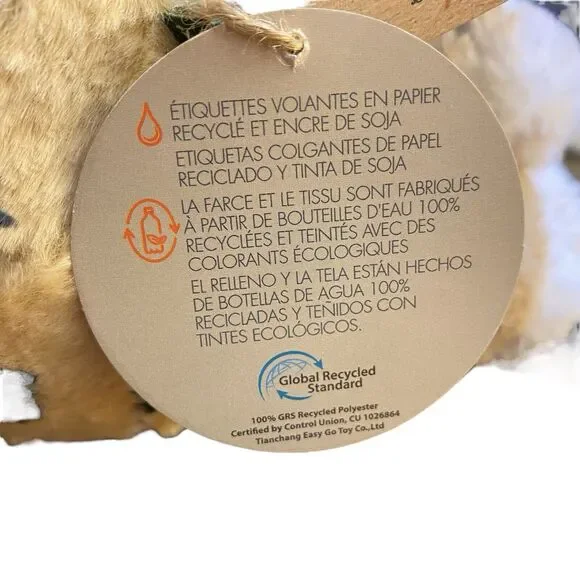 ÉTIQUETTES VOLANTES EN PAPIER
RECYCLÉ ET ENCRE DE SOJA
ETIQUETAS COLGANTES DE PAPEL
RECICLADO Y TINTA DE SOJA
LA FARCE ET LE TISSU SONT FABRIQUÉS
À PARTIR DE BOUTEILLES D'EAU 100%
RECYCLÉES ET TEINTÉS AVEC DES
COLORANTS ÉCOLOGIQUES
EL RELLENO Y LA TELA ESTÁN HECHOS
DE BOTELLAS DE AGUA 100%
RECICLADAS Y TEÑIDOS CON
TINTES ECOLÓGICOS.
Global Recycled
Standard
100% GRS Recycled Polyester
Certified by Control Union, CU 1026864
Tianchang Easy Go Toy Co.,Ltd